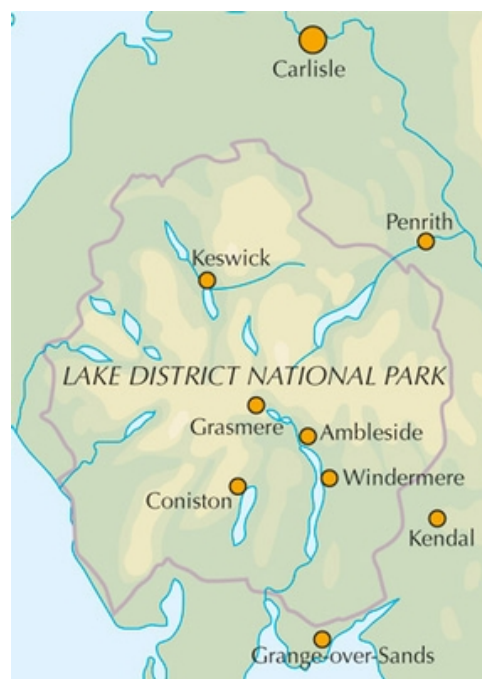 Carlisle
Penrith
Keswick
LAKE DISTRICT NATIONAL PARK
Grasmere
Ambleside
Windermere
Coniston
Kendal
Grange-over-Sands